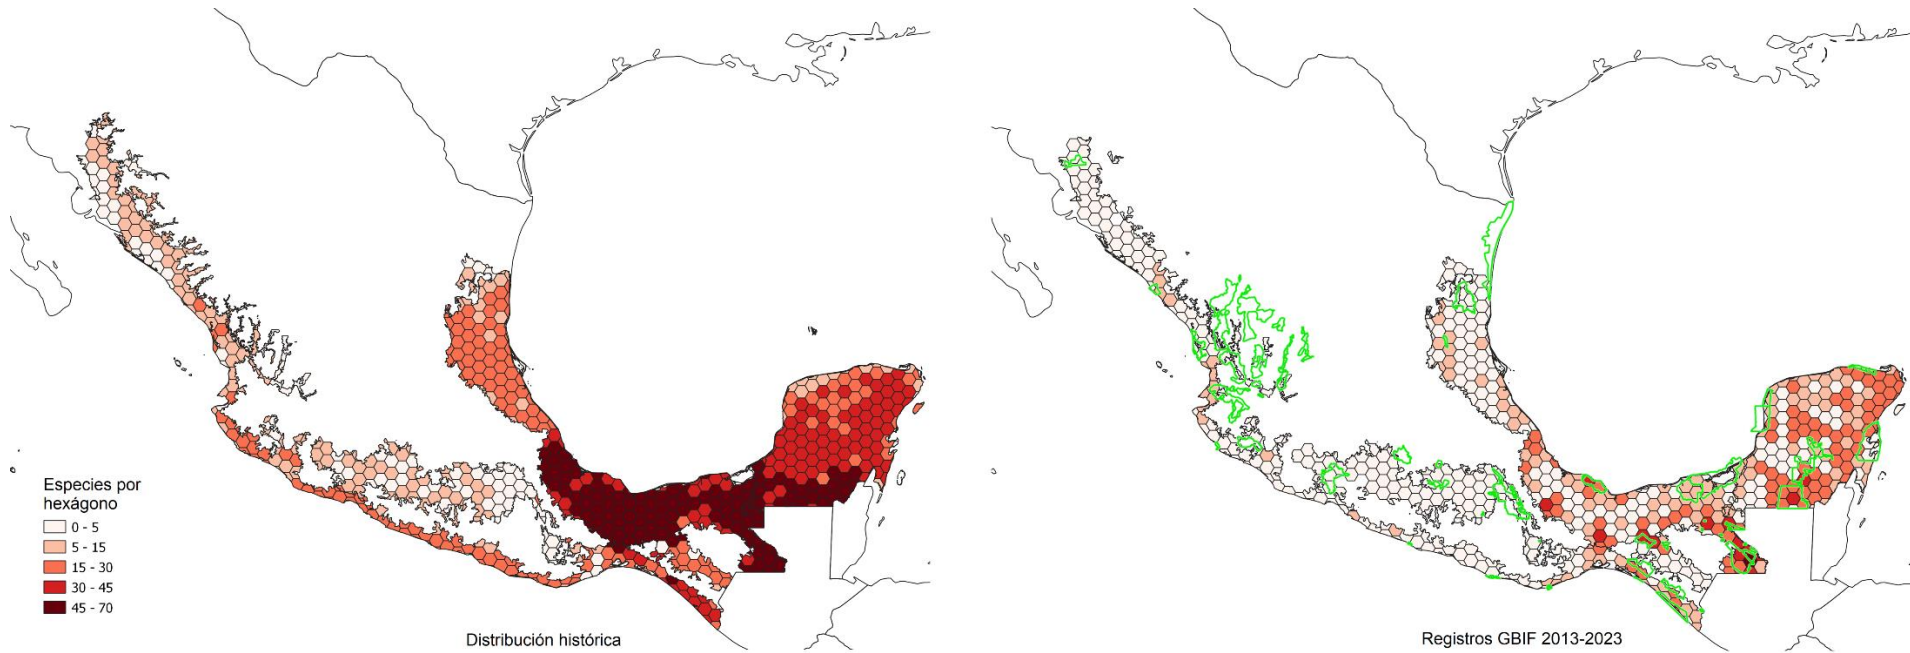 Especies por
hexágono
0 - 5
5 - 15
15 - 30
30 - 45
45 - 70
Distribución histórica
Registros GBIF 2013-2023